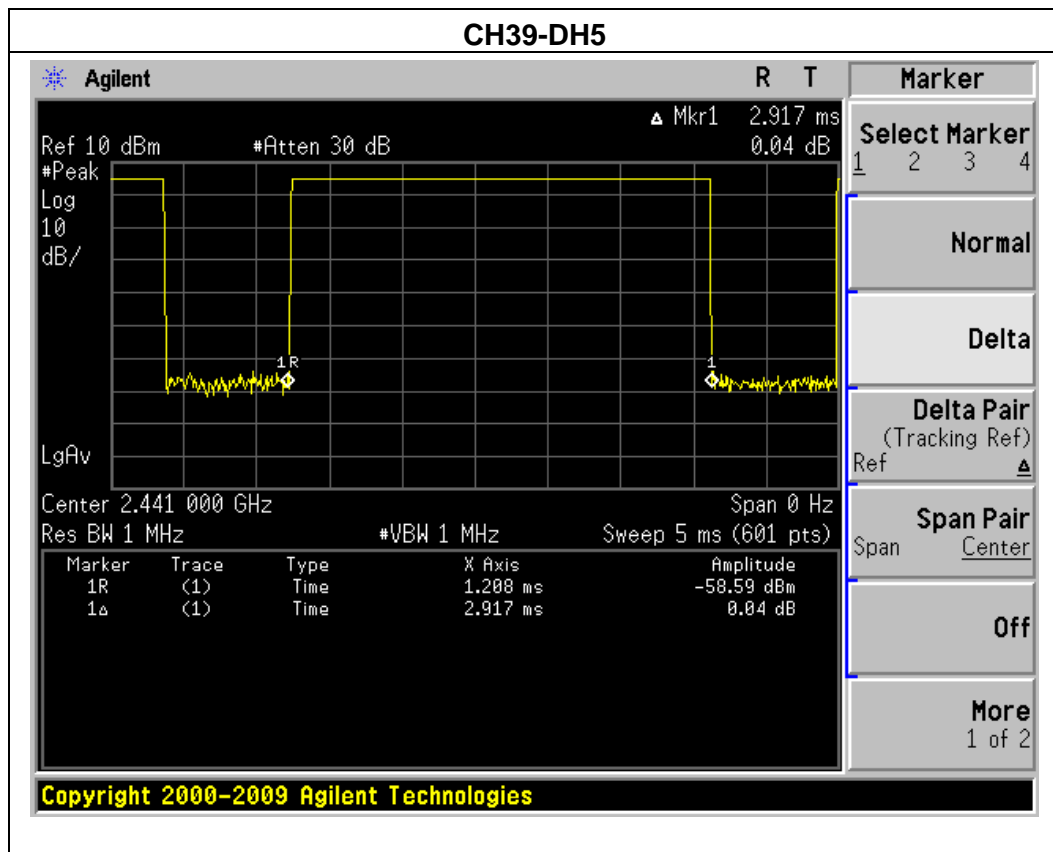 CH39-DH5
Agilent R T
Δ Mkr1 2.917 ms
Ref 10 dBm #Atten 30 dB 0.04 dB
#Peak
Log
10
dB/
1R
1
LgAv
Center 2.441 000 GHz Span 0 Hz
Res BW 1 MHz #VBW 1 MHz Sweep 5 ms (601 pts)
Marker Trace Type X Axis Amplitude
1R (1) Time 1.208 ms -58.59 dBm
1Δ (1) Time 2.917 ms 0.04 dB
Marker
Select Marker
1 2 3 4
Normal
Delta
Delta Pair
(Tracking Ref)
Ref Δ
Span Pair
Span Center
Off
More
1 of 2
Copyright 2000-2009 Agilent Technologies